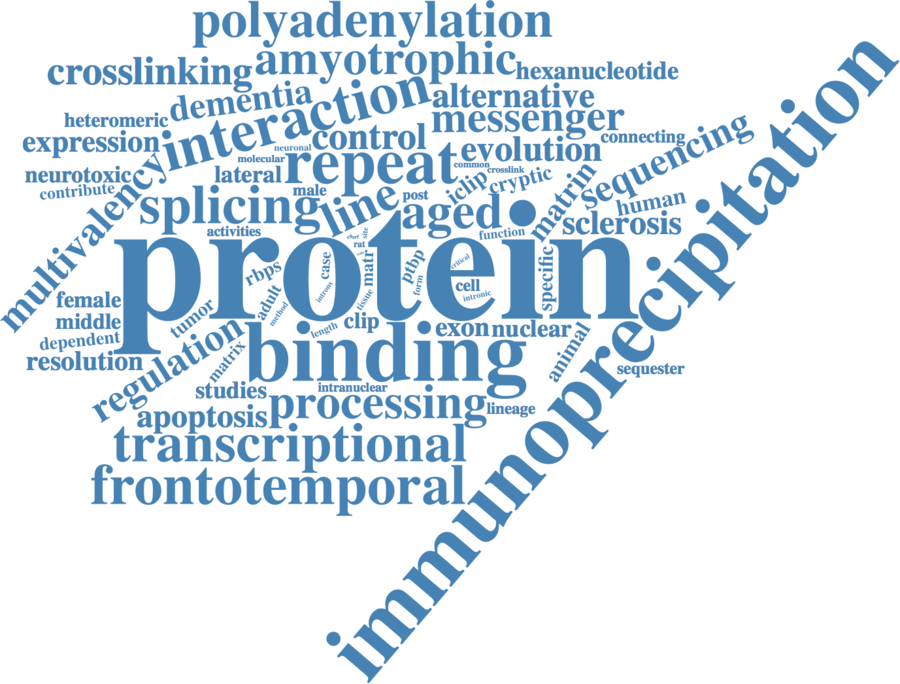 polyadenylation
amyotrophic
crosslinking
hexanucleotide
dementia
alternative
interaction
heteromeric
messenger
expression
control
connecting
neuronal
evolution
sequencing
molecular
repeat
common
crosslink
neurotoxic
lateral
iclip
cryptic
contribute
male
post
matrin
human
multivalency
splicing
line
aged
sclerosis
activities
function
protein
immunoprecipitation
rat
site
rbps
case
matr
ptbp
critical
cell
specific
female
adult
introns
tissue
form
intronic
middle
tumor
method
length
clip
exon
nuclear
dependent
resolution
regulation
matrix
binding
animal
sequester
studies
intranuclear
processing
lineage
apoptosis
transcriptional
frontotemporal